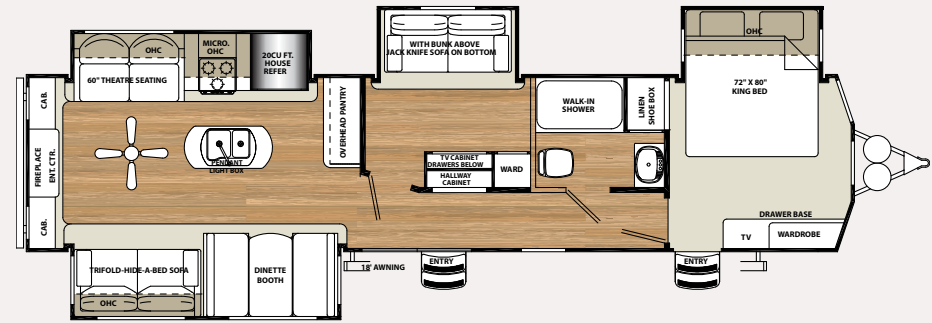 OHC
MICRO.
OHC
20CU FT.
HOUSE
REFER
60" THEATRE SEATING
WITH BUNK ABOVE
JACK KNIFE SOFA ON BOTTOM
OHC
72" X 80"
KING BED
CAB.
FIREPLACE
ENT. CTR.
CAB.
PENDANT
LIGHT BOX
OVERHEAD PANTRY
WALK-IN
SHOWER
LINEN
SHOE BOX
TV CABINET
DRAWERS BELOW
HALLWAY
CABINET
WARD
DRAWER BASE
TV
WARDROBE
TRIFOLD-HIDE-A-BED SOFA
OHC
DINETTE
BOOTH
18' AWNING
ENTRY
ENTRY